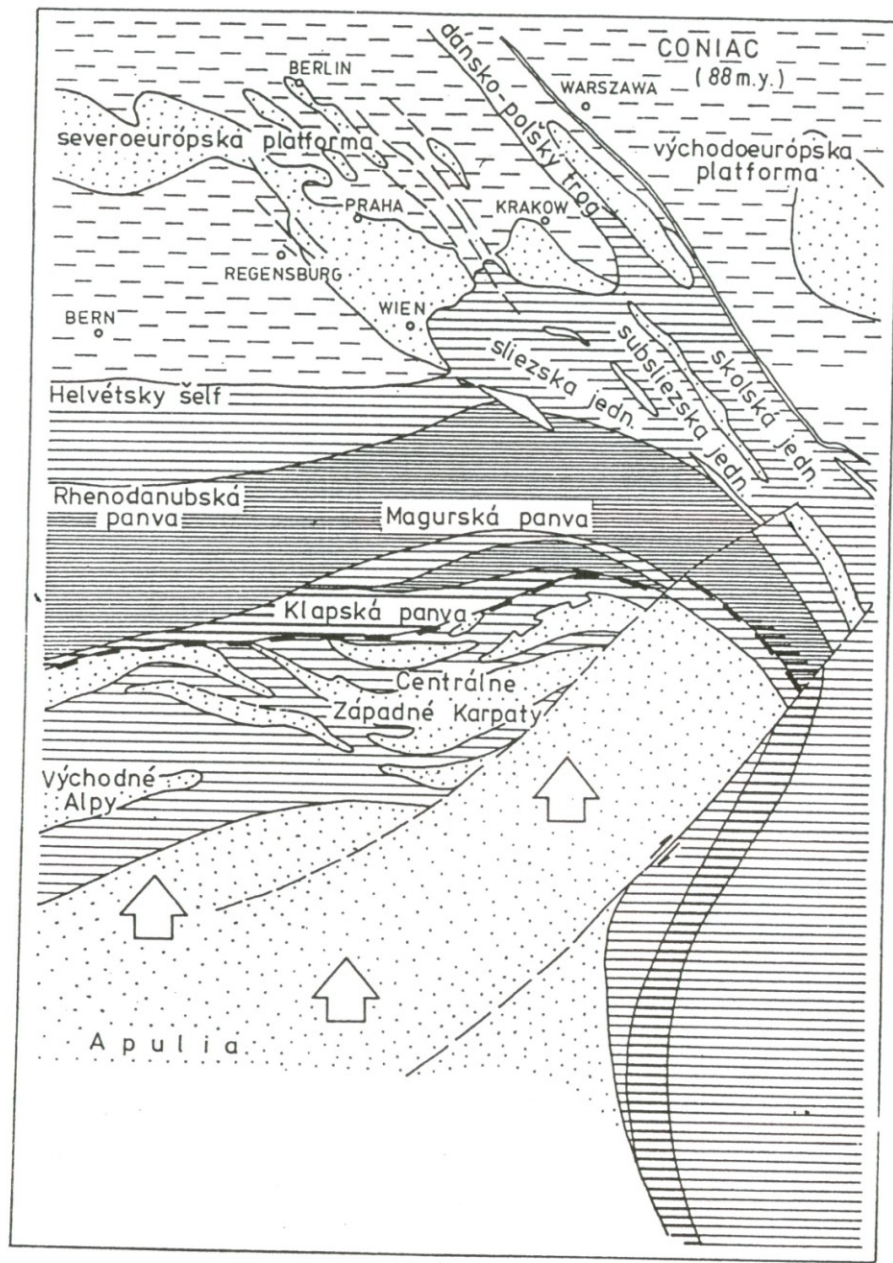 CONIAC
(88 m.y.)
BERLIN
WARSZAWA
dánsko-polšky trog
severoeurópska platforma
východoeurópska
platforma
PRAHA
KRAKOW
REGENSBURG
WIEN
BERN
sliezska jedn.
subsliezska jedn.
skolská jedn.
Helvétsky šelf
Rhenodanubská
panva
Magurská panva
Klapská panva
Centrálne
Západné Karpaty
Východné
Alpy
Apulia